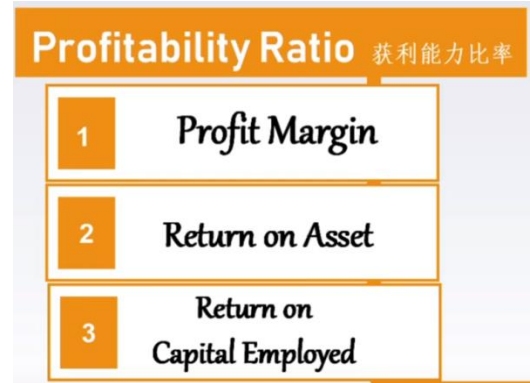 Profitability Ratio 获利能力比率
1 Profit Margin
2 Return on Asset
3 Return on
Capital Employed